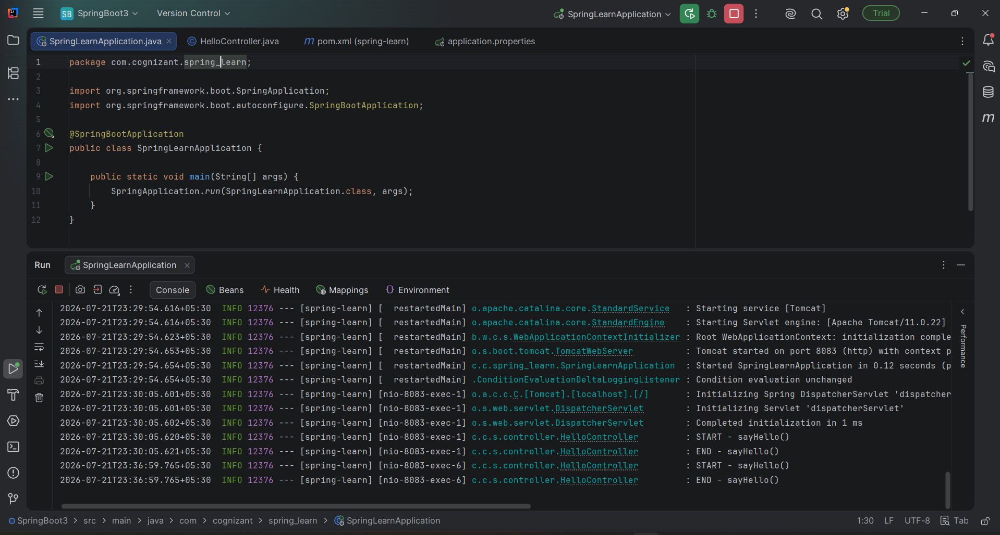 SB SpringBoot3 Version Control SpringLearnApplication Trial
SpringLearnApplication.java HelloController.java m pom.xml (spring-learn) application.properties
1 package com.cognizant.spring_learn;
2
3 import org.springframework.boot.SpringApplication;
4 import org.springframework.boot.autoconfigure.SpringBootApplication;
5
6 @SpringBootApplication
7 public class SpringLearnApplication {
8
9 public static void main(String[] args) {
10 SpringApplication.run(SpringLearnApplication.class, args);
11 }
12 }
Run SpringLearnApplication
Console Beans Health Mappings Environment
2026-07-21T23:29:54.616+05:30 INFO 12376 --- [spring-learn] [ restartedMain] o.apache.catalina.core.StandardService : Starting service [Tomcat]
2026-07-21T23:29:54.616+05:30 INFO 12376 --- [spring-learn] [ restartedMain] o.apache.catalina.core.StandardEngine : Starting Servlet engine: [Apache Tomcat/11.0.22]
2026-07-21T23:29:54.623+05:30 INFO 12376 --- [spring-learn] [ restartedMain] b.w.c.s.WebApplicationContextInitializer : Root WebApplicationContext: initialization comple
2026-07-21T23:29:54.653+05:30 INFO 12376 --- [spring-learn] [ restartedMain] o.s.boot.tomcat.TomcatWebServer : Tomcat started on port 8083 (http) with context p
2026-07-21T23:29:54.654+05:30 INFO 12376 --- [spring-learn] [ restartedMain] c.c.spring_learn.SpringLearnApplication : Started SpringLearnApplication in 0.12 seconds (p
2026-07-21T23:29:54.654+05:30 INFO 12376 --- [spring-learn] [ restartedMain] .ConditionEvaluationDeltaLoggingListener : Condition evaluation unchanged
2026-07-21T23:30:05.601+05:30 INFO 12376 --- [spring-learn] [nio-8083-exec-1] o.a.c.c.C.[Tomcat].[localhost].[/] : Initializing Spring DispatcherServlet 'dispatcher
2026-07-21T23:30:05.601+05:30 INFO 12376 --- [spring-learn] [nio-8083-exec-1] o.s.web.servlet.DispatcherServlet : Initializing Servlet 'dispatcherServlet'
2026-07-21T23:30:05.602+05:30 INFO 12376 --- [spring-learn] [nio-8083-exec-1] o.s.web.servlet.DispatcherServlet : Completed initialization in 1 ms
2026-07-21T23:30:05.620+05:30 INFO 12376 --- [spring-learn] [nio-8083-exec-1] c.c.s.controller.HelloController : START - sayHello()
2026-07-21T23:30:05.621+05:30 INFO 12376 --- [spring-learn] [nio-8083-exec-1] c.c.s.controller.HelloController : END - sayHello()
2026-07-21T23:36:59.765+05:30 INFO 12376 --- [spring-learn] [nio-8083-exec-6] c.c.s.controller.HelloController : START - sayHello()
2026-07-21T23:36:59.765+05:30 INFO 12376 --- [spring-learn] [nio-8083-exec-6] c.c.s.controller.HelloController : END - sayHello()
Performance
SpringBoot3 > src > main > java > com > cognizant > spring_learn > SpringLearnApplication 1:30 LF UTF-8 Tab